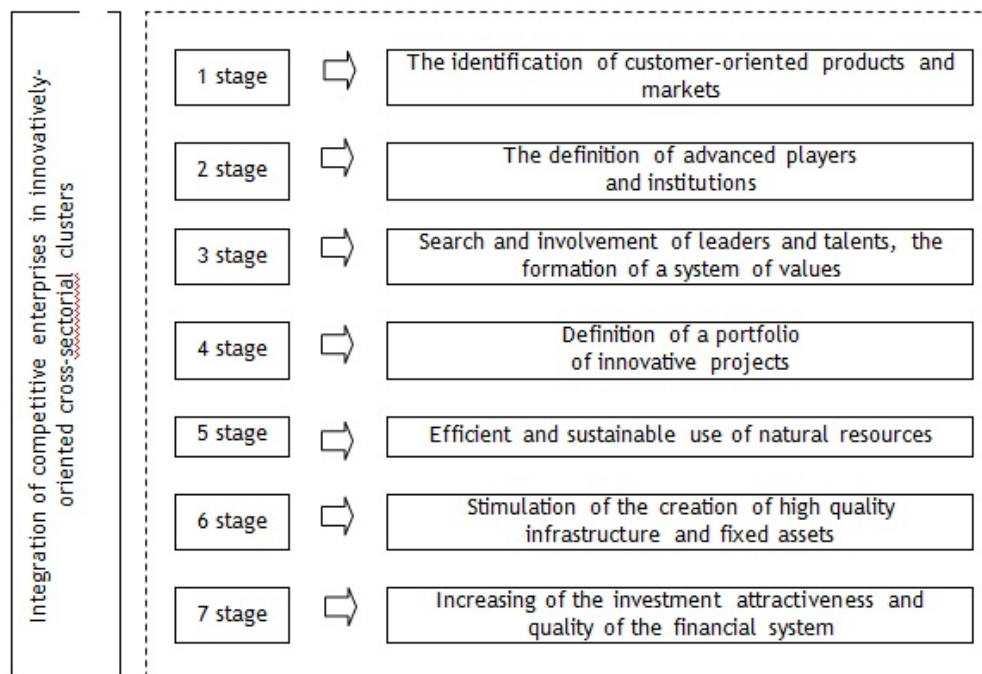 Integration of competitive enterprises in innovatively-
oriented cross-sectorial clusters
1 stage
The identification of customer-oriented products and
markets
2 stage
The definition of advanced players
and institutions
3 stage
Search and involvement of leaders and talents, the
formation of a system of values
4 stage
Definition of a portfolio
of innovative projects
5 stage
Efficient and sustainable use of natural resources
6 stage
Stimulation of the creation of high quality
infrastructure and fixed assets
7 stage
Increasing of the investment attractiveness and
quality of the financial system